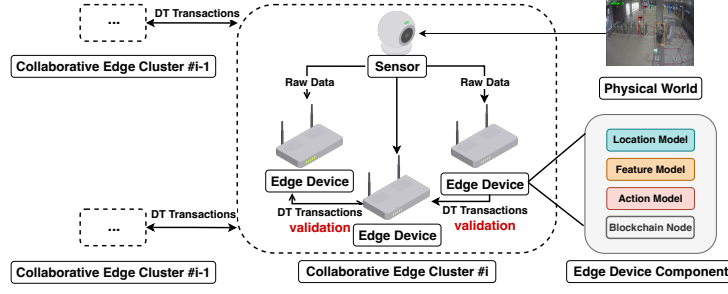 ...
DT Transactions
Collaborative Edge Cluster #i-1
Sensor
Raw Data
Raw Data
Physical World
Edge Device
Edge Device
DT Transactions
validation
DT Transactions
validation
Edge Device
Location Model
Feature Model
Action Model
Blockchain Node
...
DT Transactions
Collaborative Edge Cluster #i-1
Collaborative Edge Cluster #i
Edge Device Component